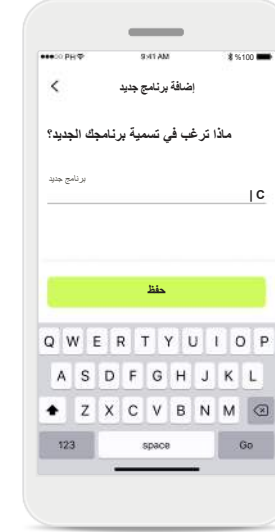 ●●●○○ PH 9:41 AM %100
إضافة برنامج جديد
ماذا ترغب في تسمية برنامجك الجديد؟
برنامج جديد
| C
حفظ
Q W E R T Y U I O P
A S D F G H J K L
Z X C V B N M
123 space Go